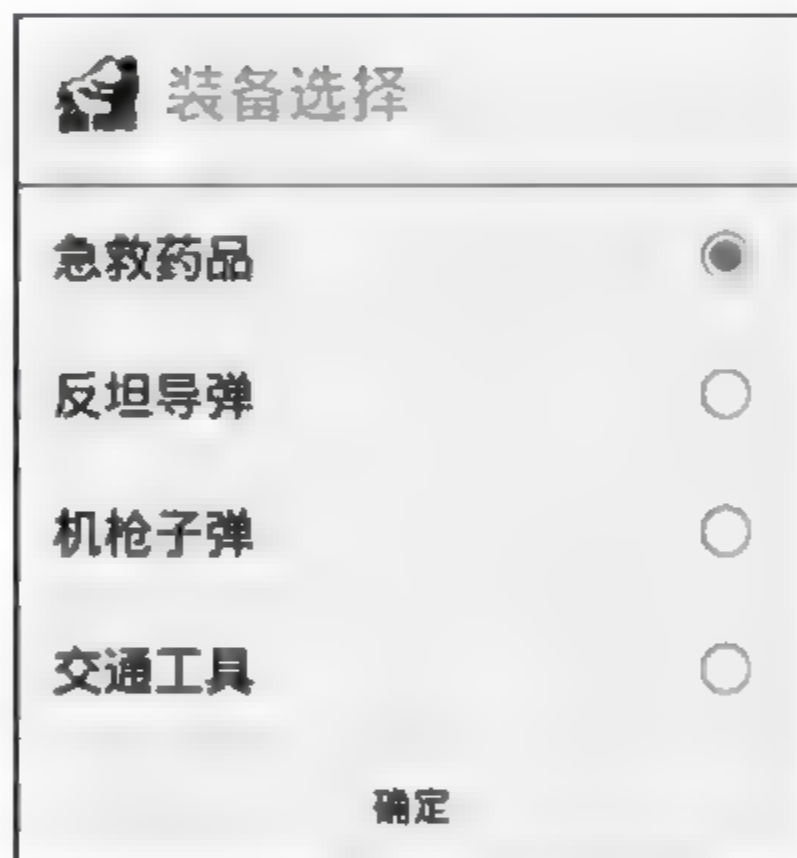 装备选择
急救药品
反坦导弹
机枪子弹
交通工具
确定